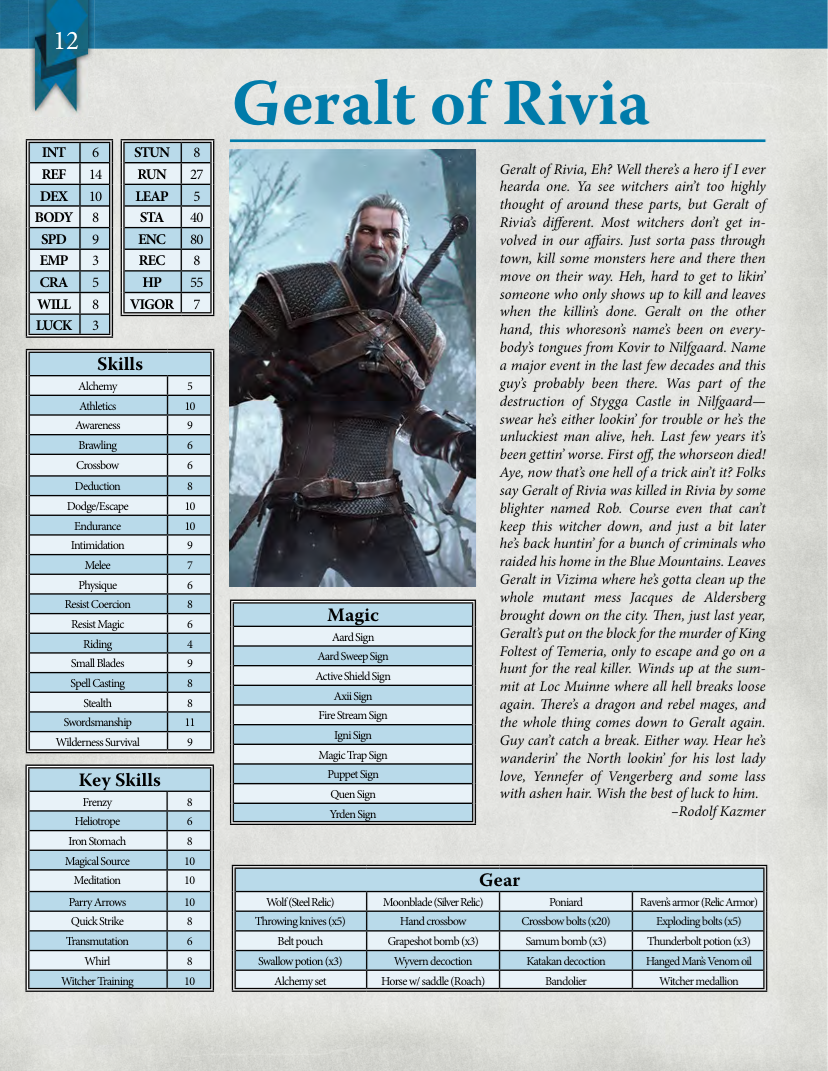 12
Geralt of Rivia
INT 6
REF 14
DEX 10
BODY 8
SPD 9
EMP 3
CRA 5
WILL 8
LUCK 3
STUN 8
RUN 27
LEAP 5
STA 40
ENC 80
REC 8
HP 55
VIGOR 7
Skills
Alchemy 5
Athletics 10
Awareness 9
Brawling 6
Crossbow 6
Deduction 8
Dodge/Escape 10
Endurance 10
Intimidation 9
Melee 7
Physique 6
Resist Coercion 8
Resist Magic 6
Riding 4
Small Blades 9
Spell Casting 8
Stealth 8
Swordsmanship 11
Wilderness Survival 9
Key Skills
Frenzy 8
Heliotrope 6
Iron Stomach 8
Magical Source 10
Meditation 10
Parry Arrows 10
Quick Strike 8
Transmutation 6
Whirl 8
Witcher Training 10
Magic
Aard Sign
Aard Sweep Sign
Active Shield Sign
Axii Sign
Fire Stream Sign
Igni Sign
Magic Trap Sign
Puppet Sign
Quen Sign
Yrden Sign
Geralt of Rivia, Eh? Well there's a hero if I ever
hearda one. Ya see witchers ain't too highly
thought of around these parts, but Geralt of
Rivia's different. Most witchers don't get in-
volved in our affairs. Just sorta pass through
town, kill some monsters here and there then
move on their way. Heh, hard to get to likin'
someone who only shows up to kill and leaves
when the killin's done. Geralt on the other
hand, this whoreson's name's been on every-
body's tongues from Kovir to Nilfgaard. Name
a major event in the last few decades and this
guy's probably been there. Was part of the
destruction of Stygga Castle in Nilfgaard—
swear he's either lookin' for trouble or he's the
unluckiest man alive, heh. Last few years it's
been gettin' worse. First off, the whorseon died!
Aye, now that's one hell of a trick ain't it? Folks
say Geralt of Rivia was killed in Rivia by some
blighter named Rob. Course even that can't
keep this witcher down, and just a bit later
he's back huntin' for a bunch of criminals who
raided his home in the Blue Mountains. Leaves
Geralt in Vizima where he's gotta clean up the
whole mutant mess Jacques de Aldersberg
brought down on the city. Then, just last year,
Geralt's put on the block for the murder of King
Foltest of Temeria, only to escape and go on a
hunt for the real killer. Winds up at the sum-
mit at Loc Muinne where all hell breaks loose
again. There's a dragon and rebel mages, and
the whole thing comes down to Geralt again.
Guy can't catch a break. Either way. Hear he's
wanderin' the North lookin' for his lost lady
love, Yennefer of Vengerberg and some lass
with ashen hair. Wish the best of luck to him.
–Rodolf Kazmer
Gear
Wolf (Steel Relic) Moonblade (Silver Relic) Poniard Raven's armor (Relic Armor)
Throwing knives (x5) Hand crossbow Crossbow bolts (x20) Exploding bolts (x5)
Belt pouch Grapeshot bomb (x3) Samum bomb (x3) Thunderbolt potion (x3)
Swallow potion (x3) Wyvern decoction Katakan decoction Hanged Man's Venom oil
Alchemy set Horse w/ saddle (Roach) Bandolier Witcher medallion